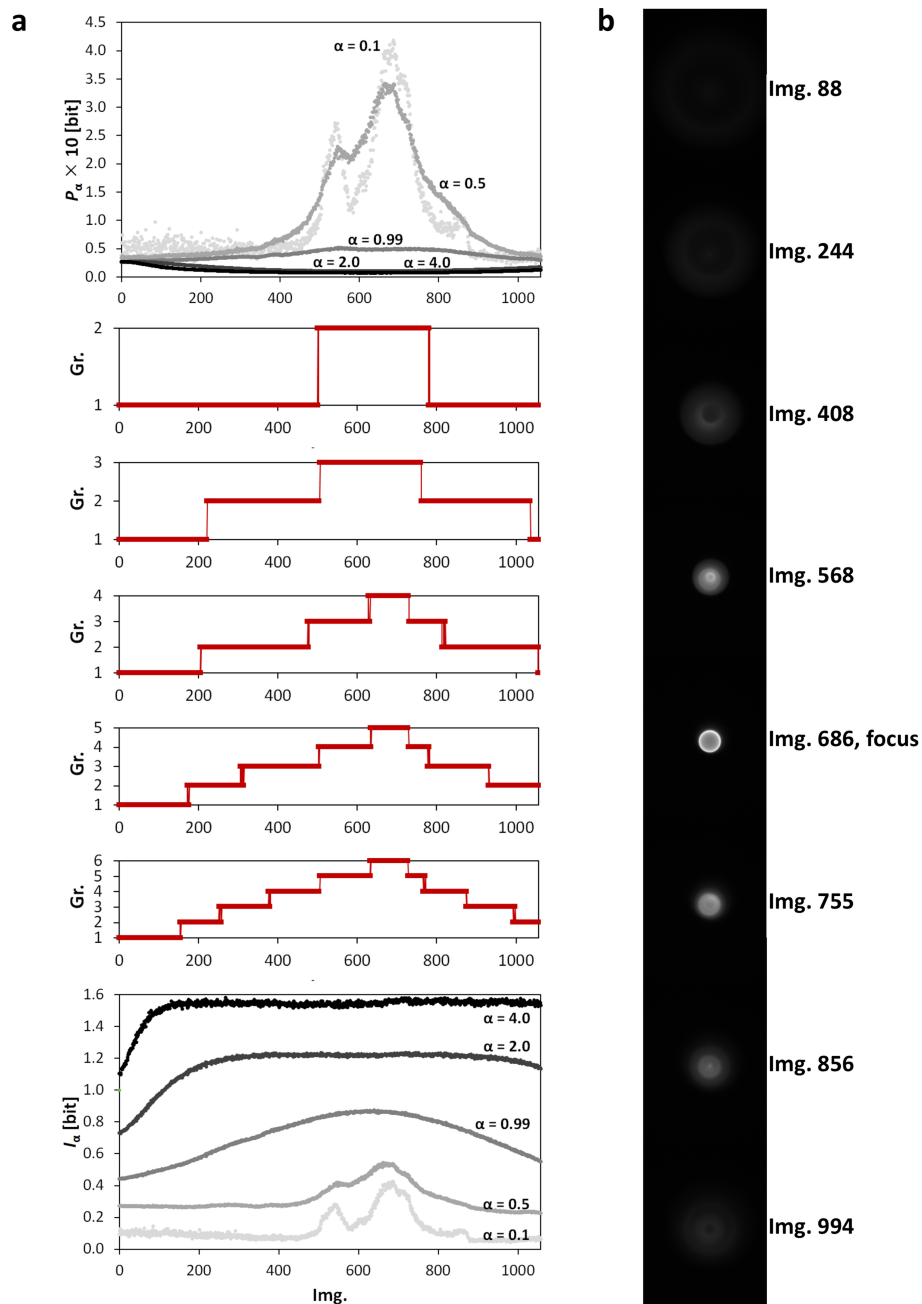 a
4.5
4.0
3.5
3.0
2.5
2.0
1.5
1.0
0.5
0.0
Pα × 10 [bit]
α = 0.1
α = 0.5
α = 0.99
α = 2.0
α = 4.0
0 200 400 600 800 1000
2
1
Gr.
0 200 400 600 800 1000
3
2
1
Gr.
0 200 400 600 800 1000
4
3
2
1
Gr.
0 200 400 600 800 1000
5
4
3
2
1
Gr.
0 200 400 600 800 1000
6
5
4
3
2
1
Gr.
0 200 400 600 800 1000
1.6
1.4
1.2
1.0
0.8
0.6
0.4
0.2
0.0
Iα [bit]
α = 4.0
α = 2.0
α = 0.99
α = 0.5
α = 0.1
0 200 400 600 800 1000
Img.
b
Img. 88
Img. 244
Img. 408
Img. 568
Img. 686, focus
Img. 755
Img. 856
Img. 994